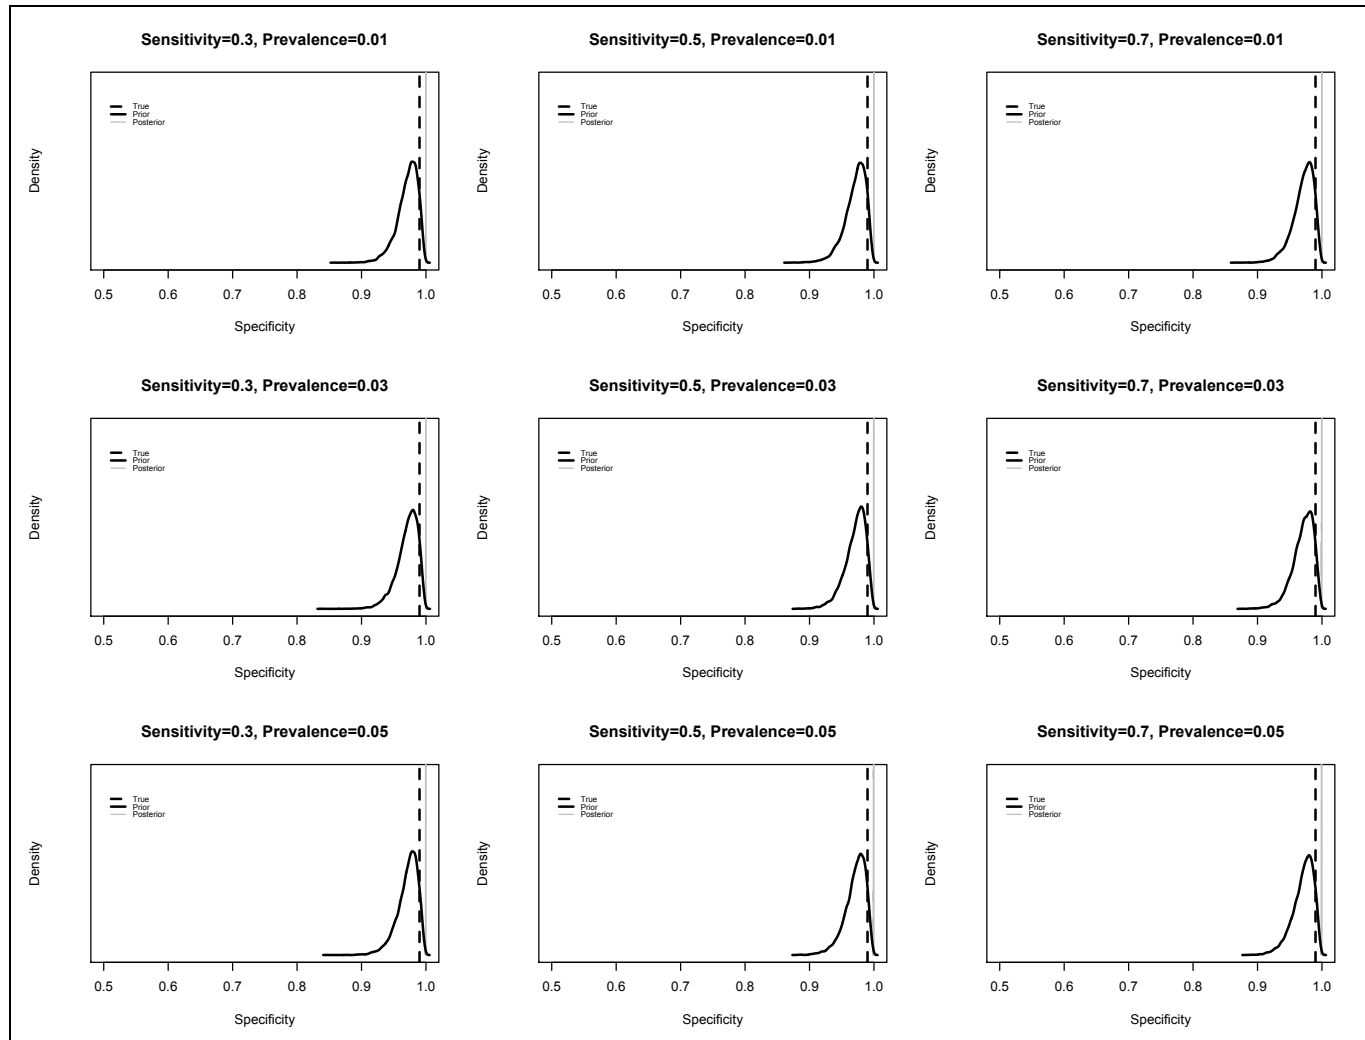 Sensitivity=0.3, Prevalence=0.01
Density
True
Prior
Posterior
0.5 0.6 0.7 0.8 0.9 1.0
Specificity
Sensitivity=0.5, Prevalence=0.01
Density
True
Prior
Posterior
0.5 0.6 0.7 0.8 0.9 1.0
Specificity
Sensitivity=0.7, Prevalence=0.01
Density
True
Prior
Posterior
0.5 0.6 0.7 0.8 0.9 1.0
Specificity
Sensitivity=0.3, Prevalence=0.03
Density
True
Prior
Posterior
0.5 0.6 0.7 0.8 0.9 1.0
Specificity
Sensitivity=0.5, Prevalence=0.03
Density
True
Prior
Posterior
0.5 0.6 0.7 0.8 0.9 1.0
Specificity
Sensitivity=0.7, Prevalence=0.03
Density
True
Prior
Posterior
0.5 0.6 0.7 0.8 0.9 1.0
Specificity
Sensitivity=0.3, Prevalence=0.05
Density
True
Prior
Posterior
0.5 0.6 0.7 0.8 0.9 1.0
Specificity
Sensitivity=0.5, Prevalence=0.05
Density
True
Prior
Posterior
0.5 0.6 0.7 0.8 0.9 1.0
Specificity
Sensitivity=0.7, Prevalence=0.05
Density
True
Prior
Posterior
0.5 0.6 0.7 0.8 0.9 1.0
Specificity